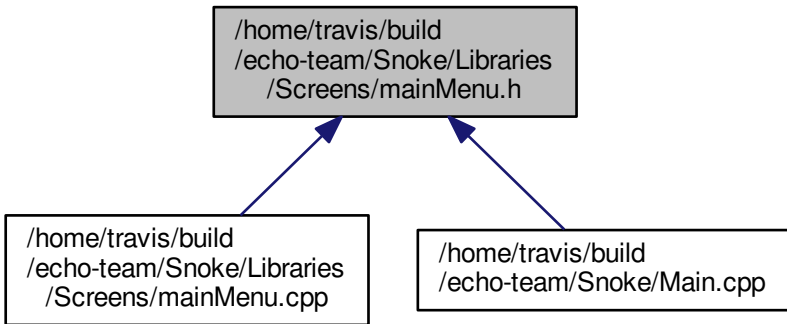 /home/travis/build
/echo-team/Snoke/Libraries
/Screens/mainMenu.h
/home/travis/build
/echo-team/Snoke/Libraries
/Screens/mainMenu.cpp
/home/travis/build
/echo-team/Snoke/Main.cpp